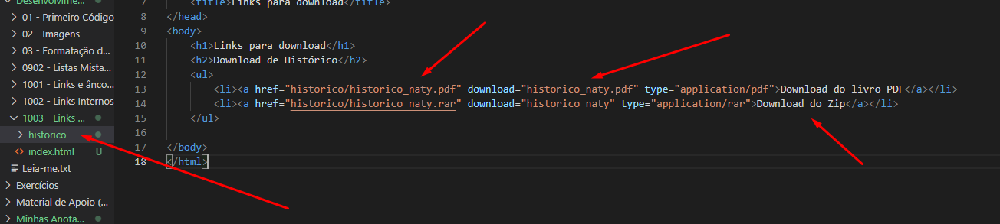 Desenvolvime...
01 - Primeiro Código
02 - Imagens
03 - Formatação d...
0902 - Listas Mista...
1001 - Links e ânco...
1002 - Links Internos
1003 - Links ...
historico
index.html U
Leia-me.txt
Exercícios
Material de Apoio (...
Minhas Anota...
7 <title>Links para download</title>
8 </head>
9 <body>
10 <h1>Links para download</h1>
11 <h2>Download de Histórico</h2>
12 <ul>
13 <li><a href="historico/historico_naty.pdf" download="historico_naty.pdf" type="application/pdf">Download do livro PDF</a></li>
14 <li><a href="historico/historico_naty.rar" download="historico_naty" type="application/rar">Download do Zip</a></li>
15 </ul>
16
17 </body>
18 </html>